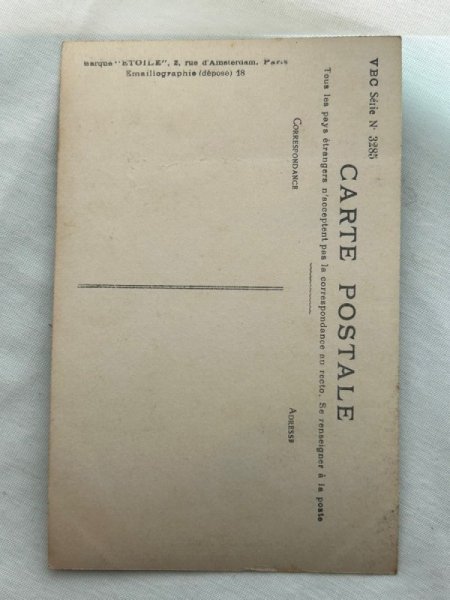 VBC Série N° 3285
CARTE POSTALE
Tous les pays étrangers n'acceptent pas la correspondance au recto. Se renseigner à la poste
CORRESPONDANCE
ADRESSE
Marque "ETOILE", 2, rue d'Amsterdam. Paris
Emaillographie (déposé) 18